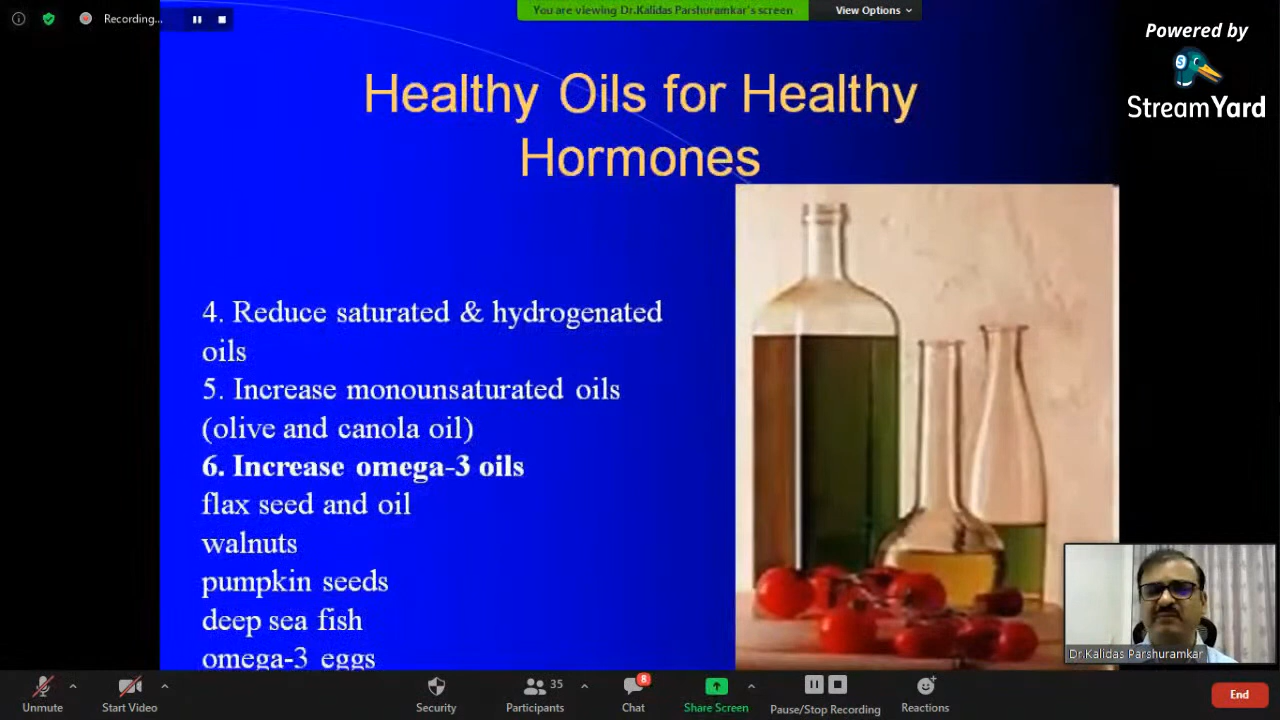 Recording...
You are viewing Dr.Kalidas Parshuramkar's screen
View Options
Powered by
S
StreamYard
Healthy Oils for Healthy
Hormones
4. Reduce saturated & hydrogenated
oils
5. Increase monounsaturated oils
(olive and canola oil)
6. Increase omega-3 oils
flax seed and oil
walnuts
pumpkin seeds
deep sea fish
omega-3 eggs
Dr.Kalidas Parshuramkar
Unmute
Start Video
Security
35
Participants
8
Chat
Share Screen
Pause/Stop Recording
Reactions
End